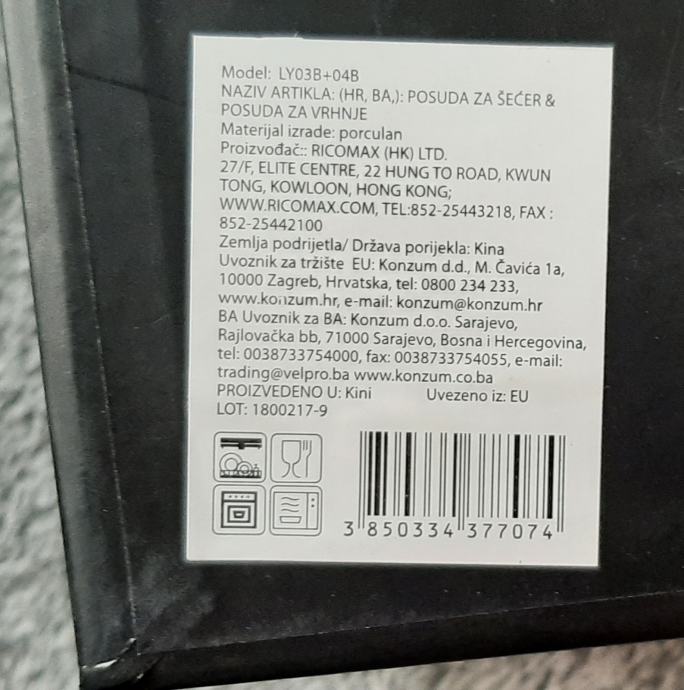 Model: LY03B+04B
NAZIV ARTIKLA: (HR, BA,): POSUDA ZA ŠEĆER &
POSUDA ZA VRHNJE
Materijal izrade: porculan
Proizvođač:: RICOMAX (HK) LTD.
27/F, ELITE CENTRE, 22 HUNG TO ROAD, KWUN
TONG, KOWLOON, HONG KONG;
WWW.RICOMAX.COM, TEL:852-25443218, FAX :
852-25442100
Zemlja podrijetla/ Država porijekla: Kina
Uvoznik za tržište EU: Konzum d.d., M. Čavića 1a,
10000 Zagreb, Hrvatska, tel: 0800 234 233,
www.konzum.hr, e-mail: konzum@konzum.hr
BA Uvoznik za BA: Konzum d.o.o. Sarajevo,
Rajlovačka bb, 71000 Sarajevo, Bosna i Hercegovina,
tel: 0038733754000, fax: 0038733754055, e-mail:
trading@velpro.ba www.konzum.co.ba
PROIZVEDENO U: Kini Uvezeno iz: EU
LOT: 1800217-9
3 850334 377074